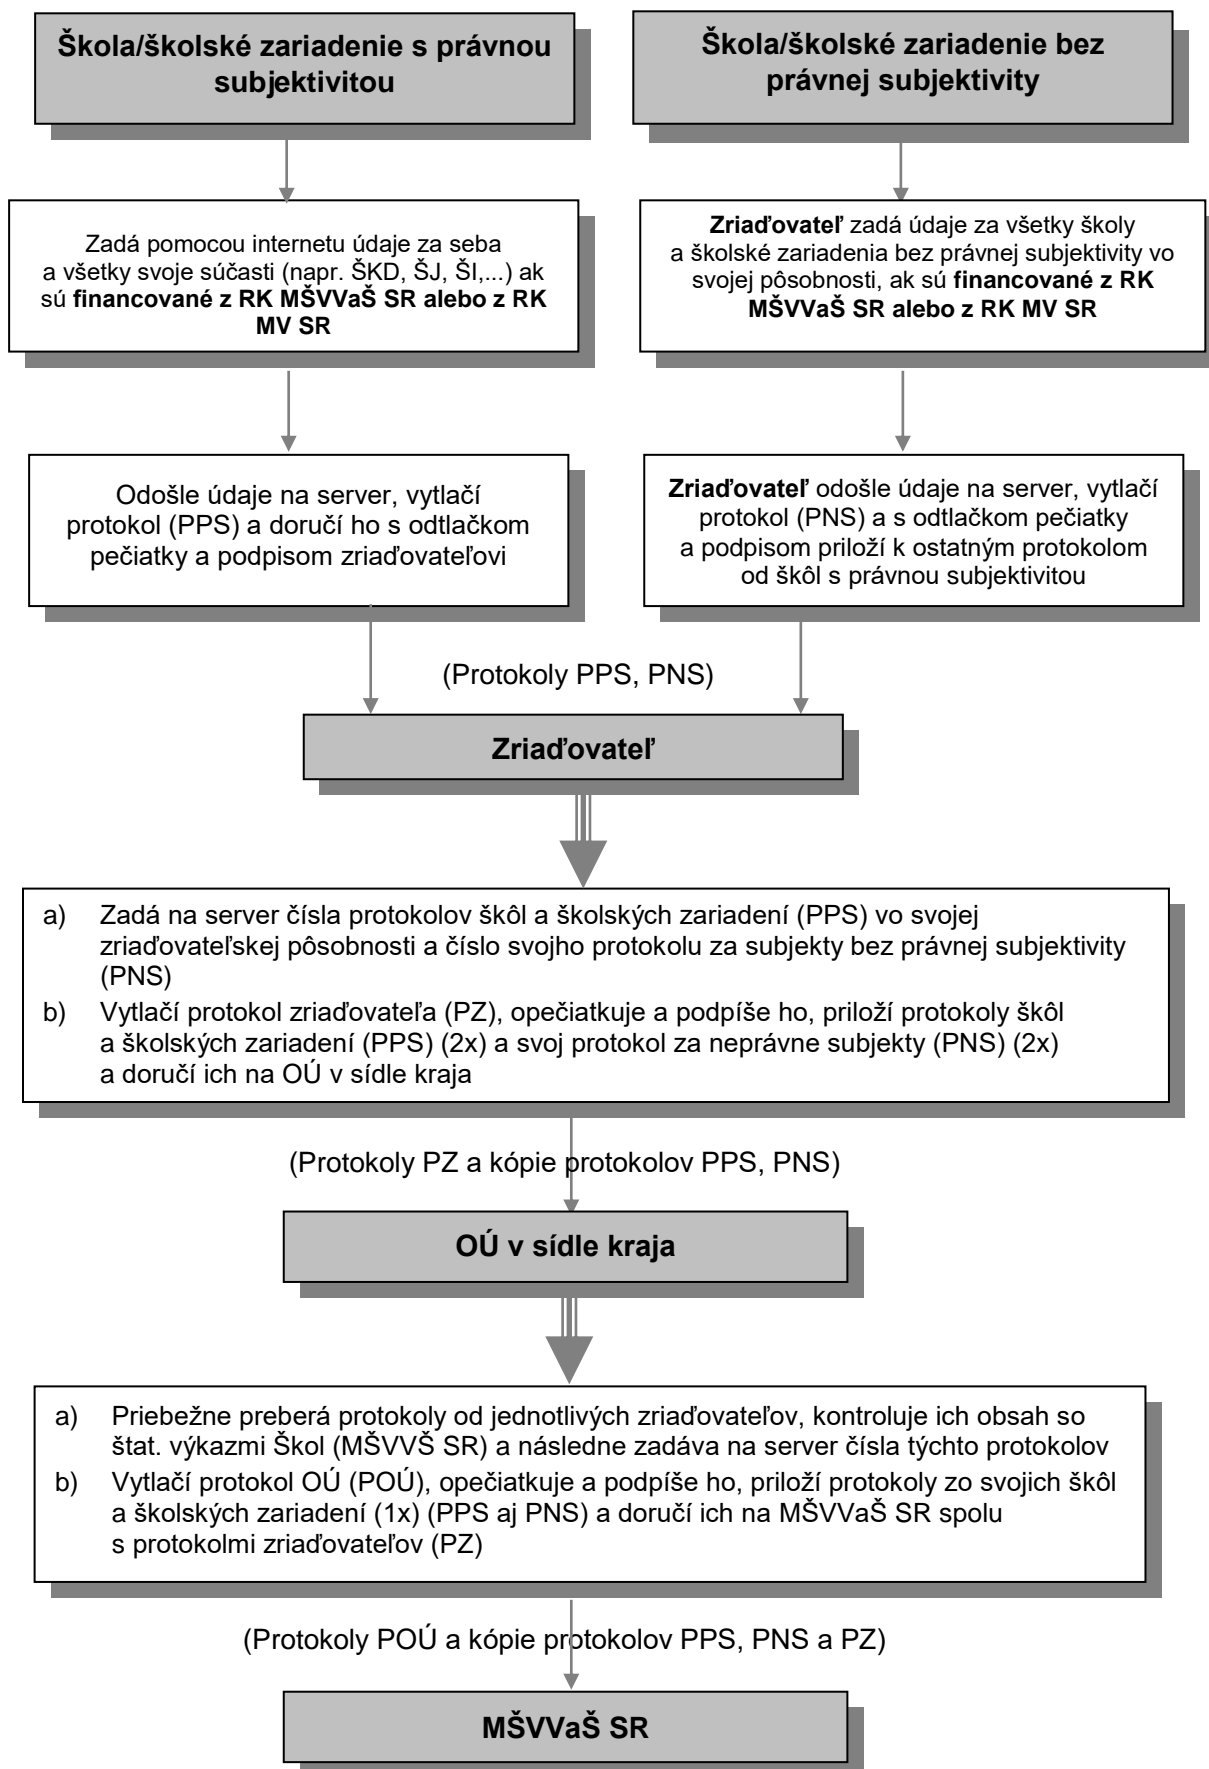 Škola/školské zariadenie s právnou
subjektivitou
Škola/školské zariadenie bez
právnej subjektivity
Zadá pomocou internetu údaje za seba
a všetky svoje súčasti (napr. ŠKD, ŠJ, ŠI,...) ak
sú financované z RK MŠVVaŠ SR alebo z RK
MV SR
Zriaďovateľ zadá údaje za všetky školy
a školské zariadenia bez právnej subjektivity vo
svojej pôsobnosti, ak sú financované z RK
MŠVVaŠ SR alebo z RK MV SR
Odošle údaje na server, vytlačí
protokol (PPS) a doručí ho s odtlačkom
pečiatky a podpisom zriaďovateľovi
Zriaďovateľ odošle údaje na server, vytlačí
protokol (PNS) a s odtlačkom pečiatky
a podpisom priloží k ostatným protokolom
od škôl s právnou subjektivitou
(Protokoly PPS, PNS)
Zriaďovateľ
a) Zadá na server čísla protokolov škôl a školských zariadení (PPS) vo svojej
zriaďovateľskej pôsobnosti a číslo svojho protokolu za subjekty bez právnej subjektivity
(PNS)
b) Vytlačí protokol zriaďovateľa (PZ), opečiatkuje a podpíše ho, priloží protokoly škôl
a školských zariadení (PPS) (2x) a svoj protokol za neprávne subjekty (PNS) (2x)
a doručí ich na OÚ v sídle kraja
(Protokoly PZ a kópie protokolov PPS, PNS)
OÚ v sídle kraja
a) Priebežne preberá protokoly od jednotlivých zriaďovateľov, kontroluje ich obsah so
štat. výkazmi Škol (MŠVVŠ SR) a následne zadáva na server čísla týchto protokolov
b) Vytlačí protokol OÚ (POÚ), opečiatkuje a podpíše ho, priloží protokoly zo svojich škôl
a školských zariadení (1x) (PPS aj PNS) a doručí ich na MŠVVaŠ SR spolu
s protokolmi zriaďovateľov (PZ)
(Protokoly POÚ a kópie protokolov PPS, PNS a PZ)
MŠVVaŠ SR